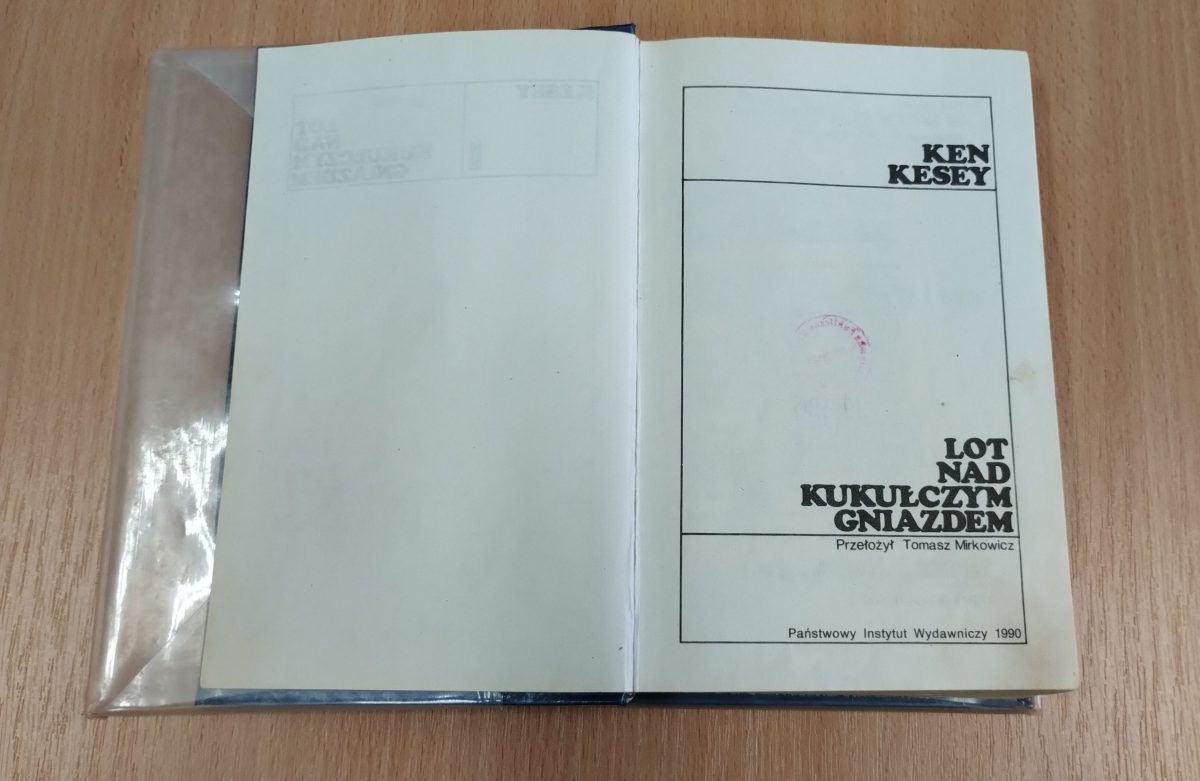 KEN
KESEY
LOT
NAD
KUKUŁCZYM
GNIAZDEM
Przełożył Tomasz Mirkowicz
Państwowy Instytut Wydawniczy 1990